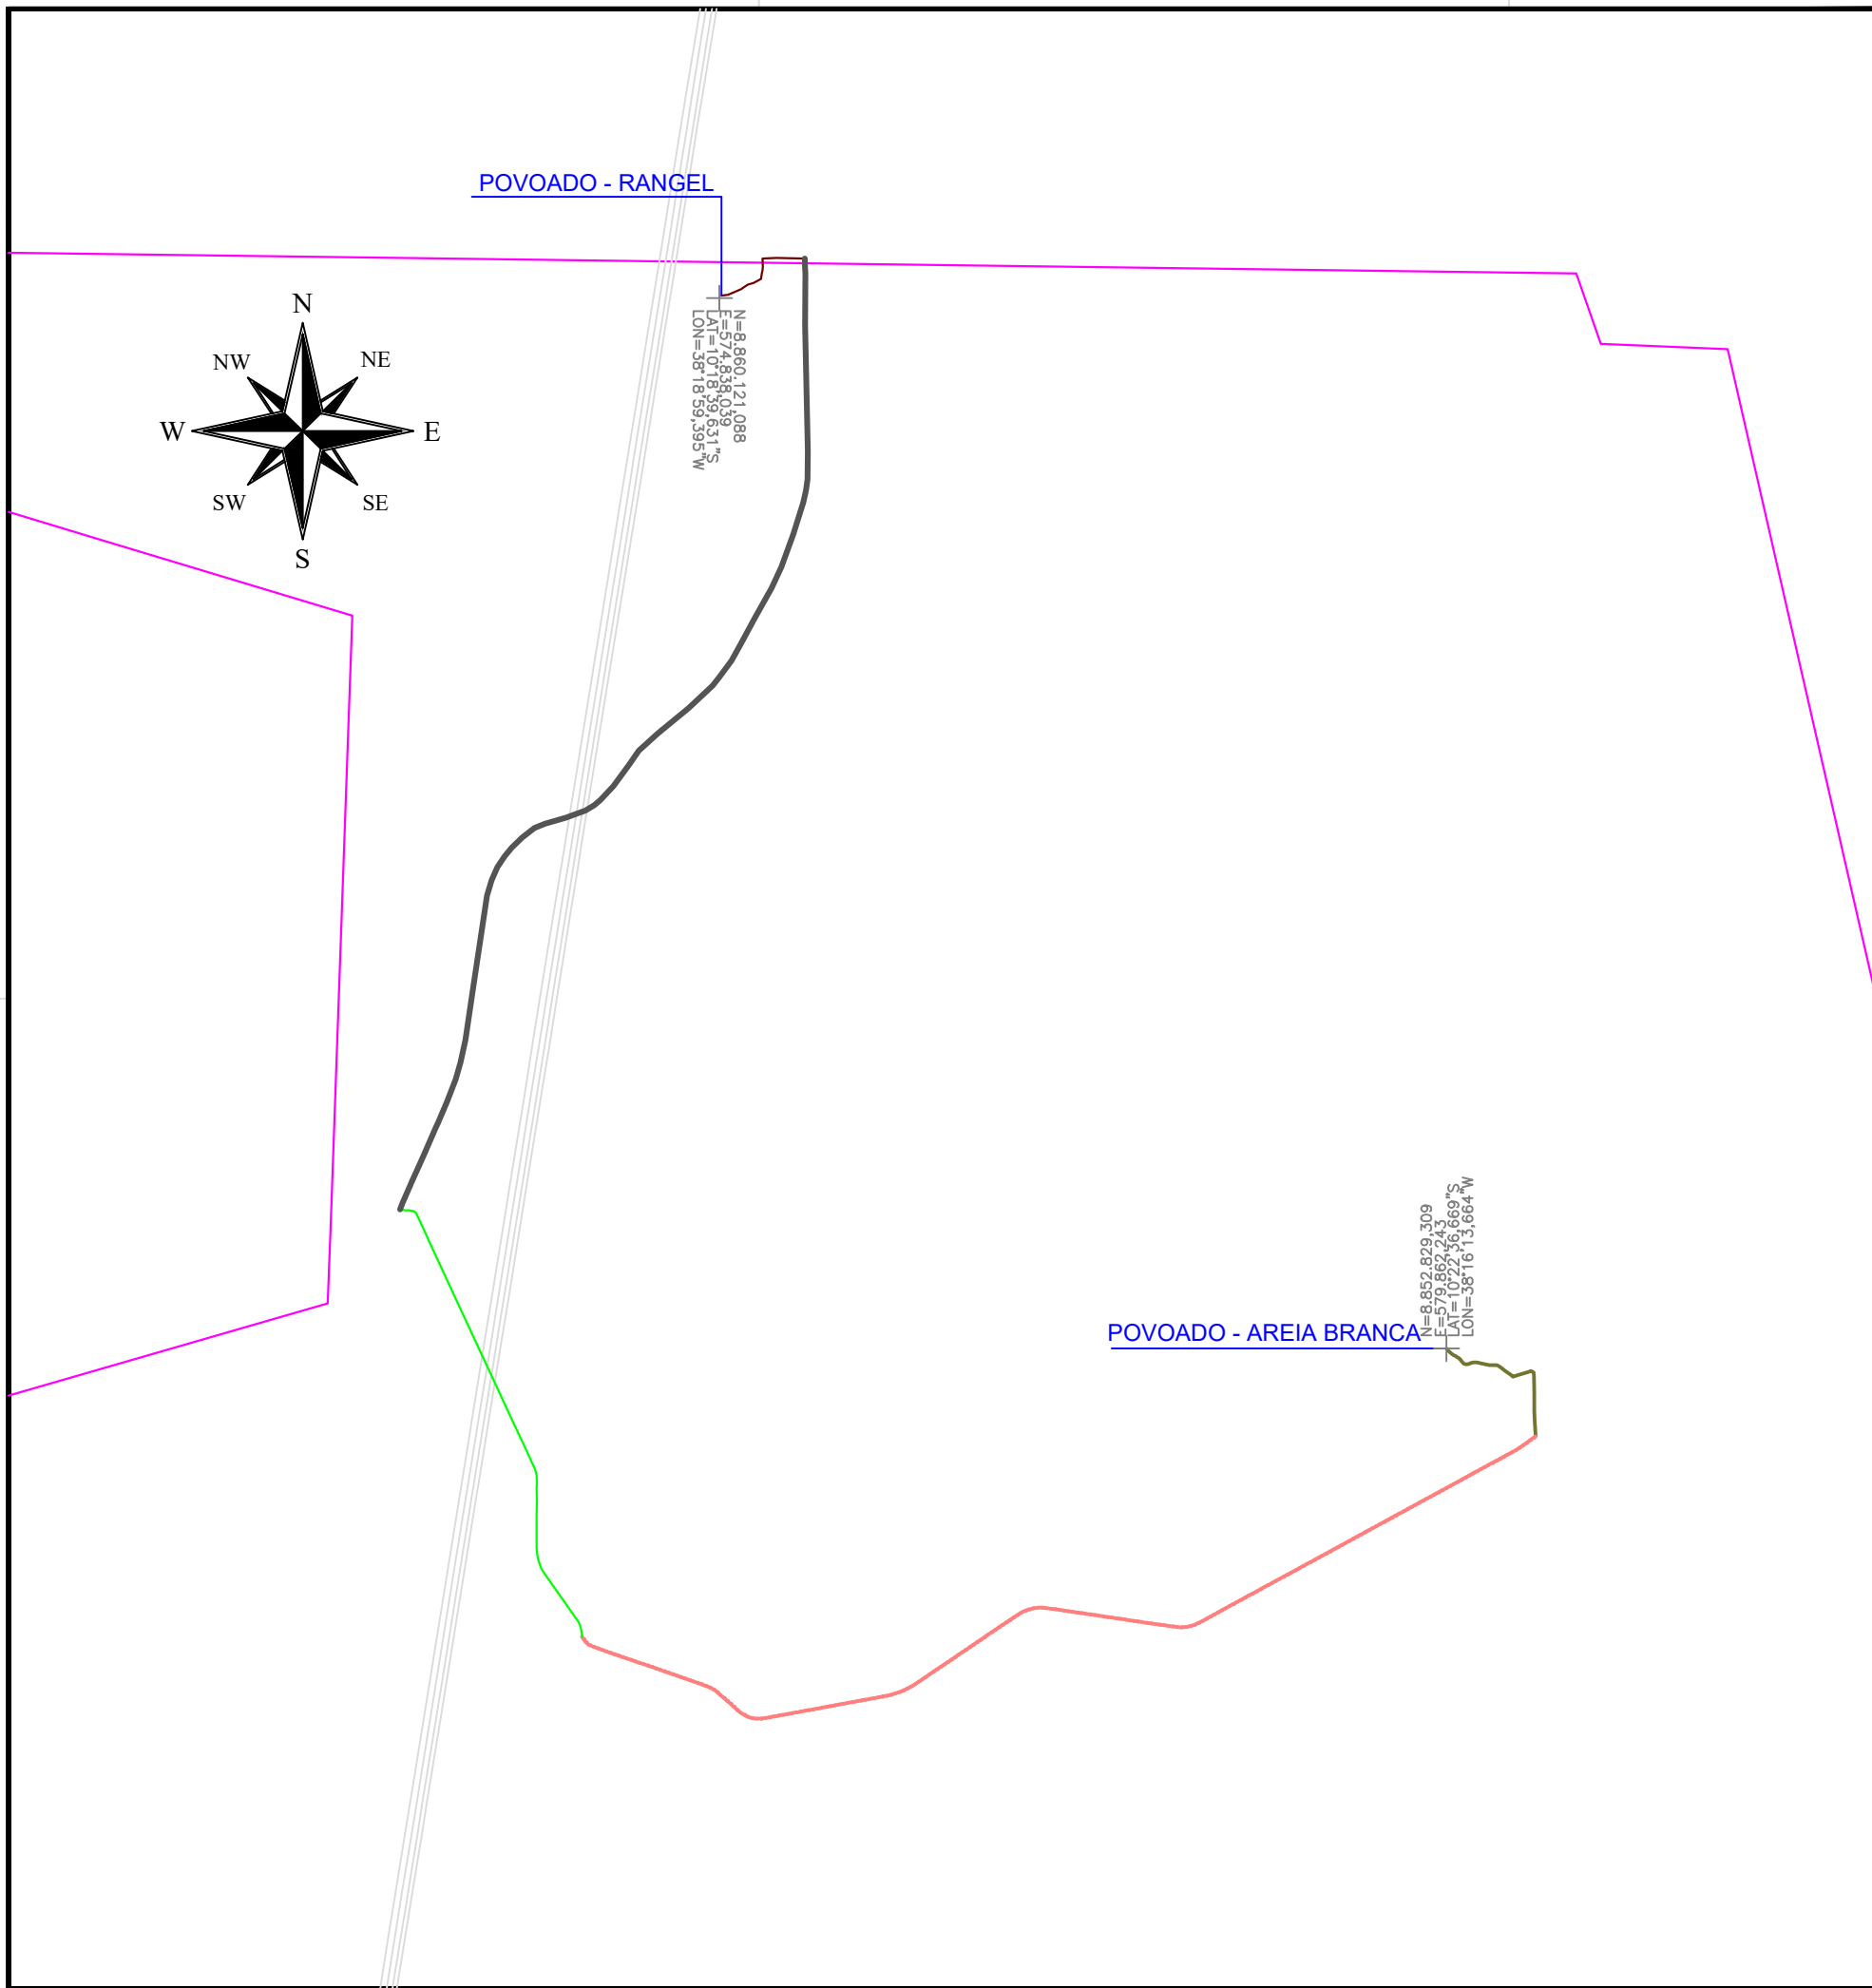 POVOADO - RANGEL
N=8.860.121,088
E=574.838,039
LAT=10°18'39,631"S
LON=38°18'59,395"W
N
NW
NE
W
E
SW
SE
S
N=8.852.829,309
E=579.862,243
LAT=10°22'36,669"S
LON=38°16'13,664"W
POVOADO - AREIA BRANCA